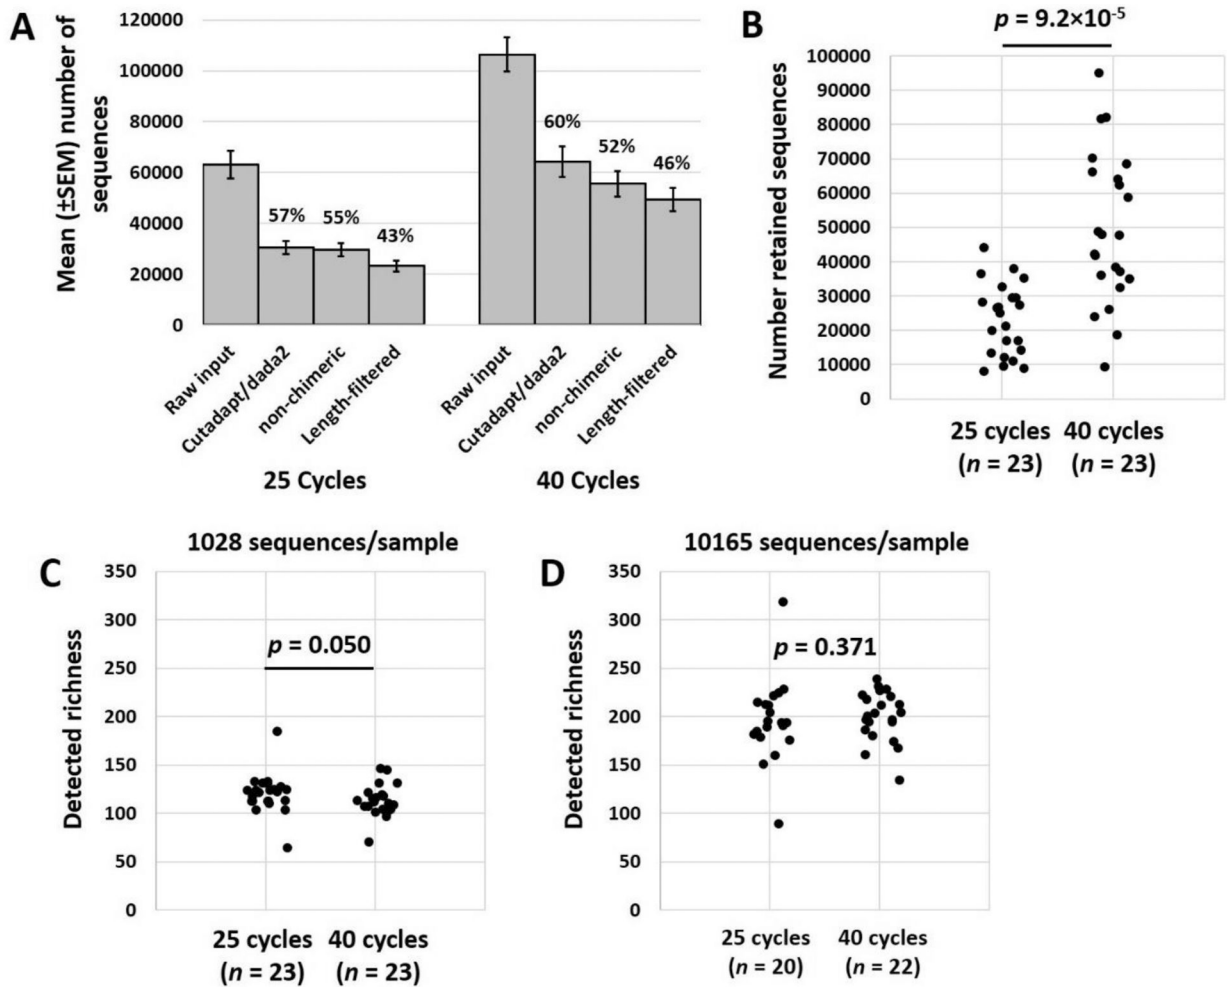 A
Mean (±SEM) number of
sequences
120000
100000
80000
60000
40000
20000
0
57%
55%
43%
60%
52%
46%
Raw input
Cutadapt/dada2
non-chimeric
Length-filtered
Raw input
Cutadapt/dada2
non-chimeric
Length-filtered
25 Cycles
40 Cycles
B
p = 9.2×10⁻⁵
Number retained sequences
100000
90000
80000
70000
60000
50000
40000
30000
20000
10000
0
25 cycles
(n = 23)
40 cycles
(n = 23)
C
1028 sequences/sample
Detected richness
350
300
250
200
150
100
50
0
p = 0.050
25 cycles
(n = 23)
40 cycles
(n = 23)
D
10165 sequences/sample
Detected richness
350
300
250
200
150
100
50
0
p = 0.371
25 cycles
(n = 20)
40 cycles
(n = 22)